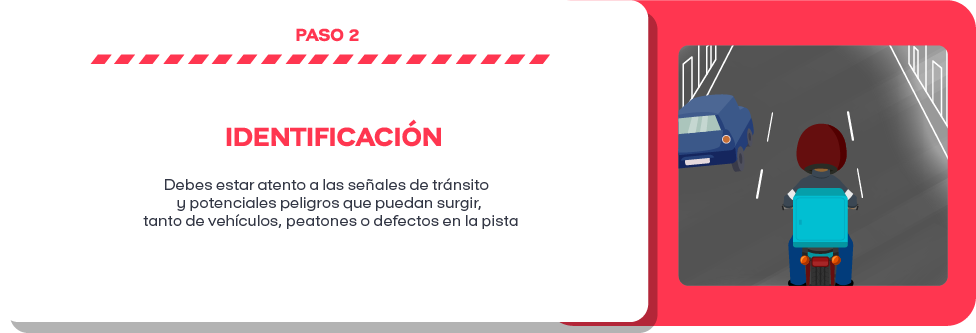 PASO 2
IDENTIFICACIÓN
Debes estar atento a las señales de tránsito
y potenciales peligros que puedan surgir,
tanto de vehículos, peatones o defectos en la pista